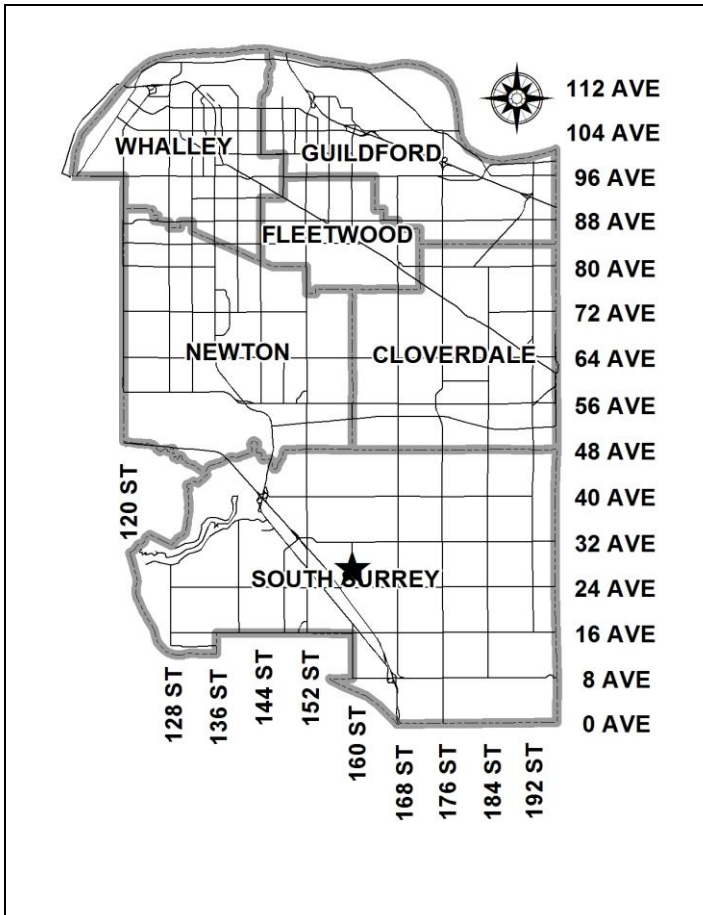 112 AVE
104 AVE
WHALLEY
GUILDFORD
96 AVE
88 AVE
FLEETWOOD
80 AVE
72 AVE
NEWTON
CLOVERDALE
64 AVE
56 AVE
48 AVE
120 ST
40 AVE
32 AVE
SOUTH SURREY
24 AVE
16 AVE
8 AVE
0 AVE
128 ST
136 ST
144 ST
152 ST
160 ST
168 ST
176 ST
184 ST
192 ST